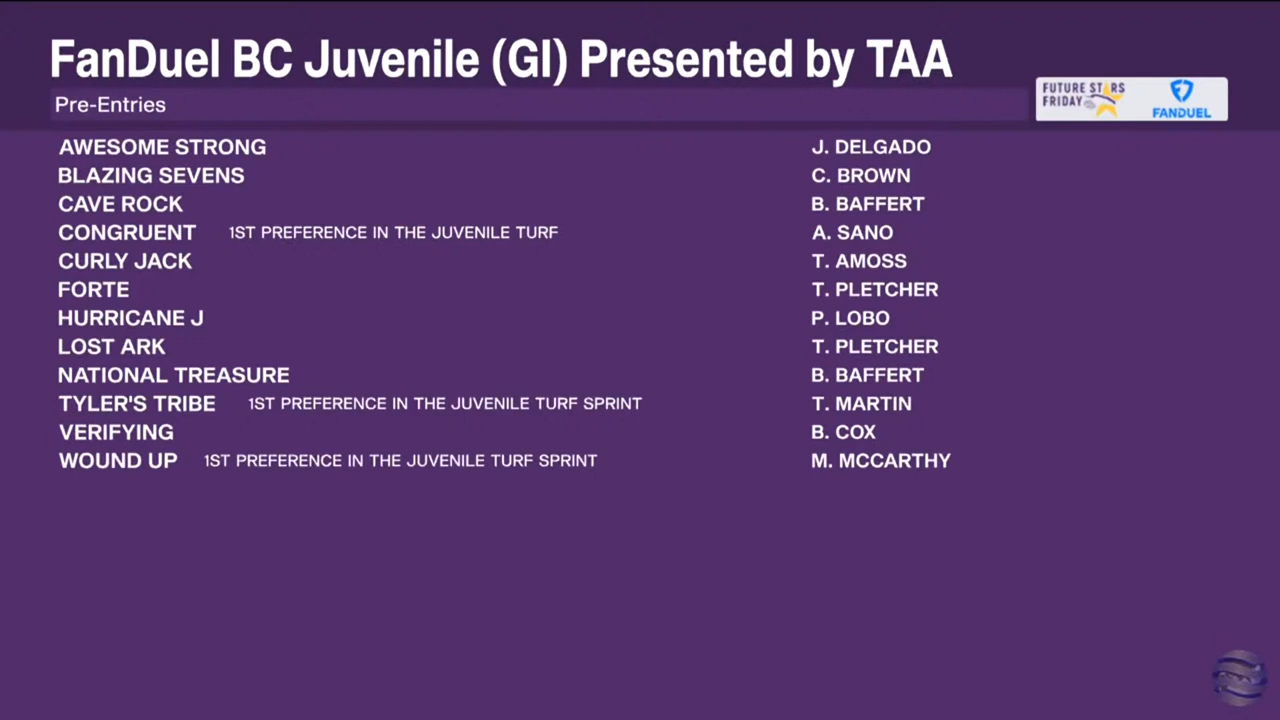 FanDuel BC Juvenile (GI) Presented by TAA
Pre-Entries
FUTURE STARS
FRIDAY
FANDUEL
AWESOME STRONG J. DELGADO
BLAZING SEVENS C. BROWN
CAVE ROCK B. BAFFERT
CONGRUENT 1ST PREFERENCE IN THE JUVENILE TURF A. SANO
CURLY JACK T. AMOSS
FORTE T. PLETCHER
HURRICANE J P. LOBO
LOST ARK T. PLETCHER
NATIONAL TREASURE B. BAFFERT
TYLER'S TRIBE 1ST PREFERENCE IN THE JUVENILE TURF SPRINT T. MARTIN
VERIFYING B. COX
WOUND UP 1ST PREFERENCE IN THE JUVENILE TURF SPRINT M. MCCARTHY